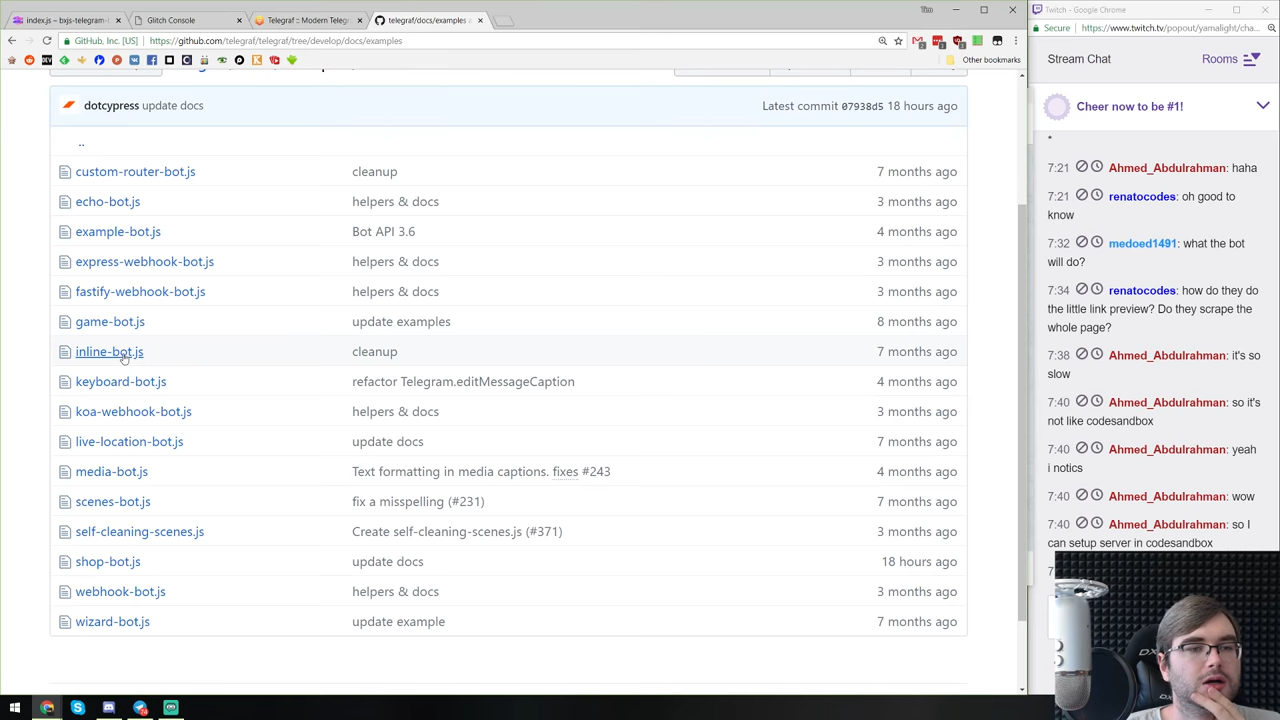 index.js – bxjs-telegram-
Glitch Console
Telegraf :: Modern Telegr
telegraf/docs/examples a
Tim
Twitch - Google Chrome
GitHub, Inc. [US]
https://github.com/telegraf/telegraf/tree/develop/docs/examples
Secure
https://www.twitch.tv/popout/yamalight/cha...
Other bookmarks
Stream Chat
Rooms
Cheer now to be #1!
dotcypress update docs
Latest commit 07938d5 18 hours ago
..
custom-router-bot.js cleanup 7 months ago
echo-bot.js helpers & docs 3 months ago
example-bot.js Bot API 3.6 4 months ago
express-webhook-bot.js helpers & docs 3 months ago
fastify-webhook-bot.js helpers & docs 3 months ago
game-bot.js update examples 8 months ago
inline-bot.js cleanup 7 months ago
keyboard-bot.js refactor Telegram.editMessageCaption 4 months ago
koa-webhook-bot.js helpers & docs 3 months ago
live-location-bot.js update docs 7 months ago
media-bot.js Text formatting in media captions. fixes #243 4 months ago
scenes-bot.js fix a misspelling (#231) 7 months ago
self-cleaning-scenes.js Create self-cleaning-scenes.js (#371) 3 months ago
shop-bot.js update docs 18 hours ago
webhook-bot.js helpers & docs 3 months ago
wizard-bot.js update example 7 months ago
7:21 Ahmed_Abdulrahman: haha
7:21 renatocodes: oh good to
know
7:32 medoed1491: what the bot
will do?
7:34 renatocodes: how do they do
the little link preview? Do they scrape the
whole page?
7:38 Ahmed_Abdulrahman: it's so
slow
7:40 Ahmed_Abdulrahman: so it's
not like codesandbox
7:40 Ahmed_Abdulrahman: yeah
i notics
7:40 Ahmed_Abdulrahman: wow
7:40 Ahmed_Abdulrahman: so I
can setup server in codesandbox